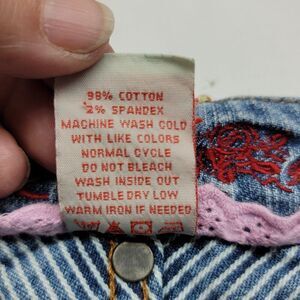 98% COTTON
2% SPANDEX
MACHINE WASH COLD
WITH LIKE COLORS
NORMAL CYCLE
DO NOT BLEACH
WASH INSIDE OUT
TUMBLE DRY LOW
WARM IRON IF NEEDED